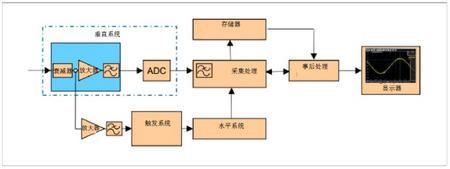 垂直系统
存储器
衰减器
放大器
ADC
采集处理
事后处理
显示器
放大器
触发系统
水平系统